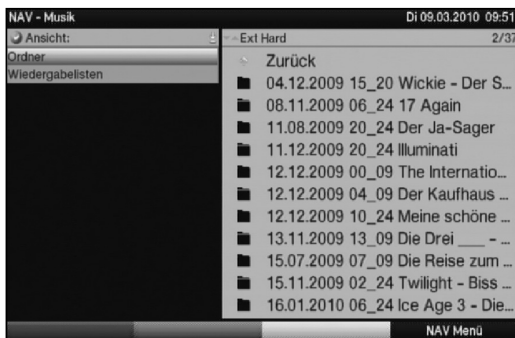 NAV - Musik
Di 09.03.2010 09:51
Ansicht:
Ordner
Wiedergabelisten
Ext Hard
2/37
Zurück
04.12.2009 15_20 Wickie - Der S...
08.11.2009 06_24 17 Again
11.08.2009 20_24 Der Ja-Sager
11.12.2009 20_24 Illuminati
12.12.2009 00_09 The Internatio...
12.12.2009 04_09 Der Kaufhaus ...
12.12.2009 10_24 Meine schöne ...
13.11.2009 13_09 Die Drei ___ - ...
15.07.2009 07_09 Die Reise zum ...
15.11.2009 02_24 Twilight - Biss ...
16.01.2010 06_24 Ice Age 3 - Die...
NAV Menü